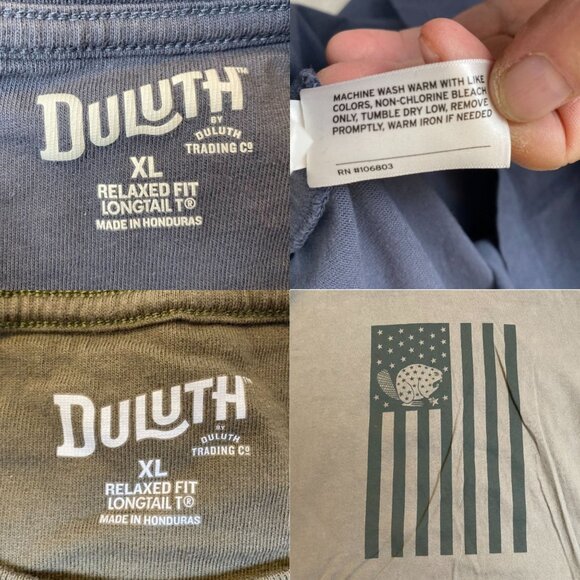 DULUTH™
BY
DULUTH
TRADING Co
XL
RELAXED FIT
LONGTAIL T®
MADE IN HONDURAS
MACHINE WASH WARM WITH LIKE
COLORS, NON-CHLORINE BLEACH
ONLY, TUMBLE DRY LOW, REMOVE
PROMPTLY, WARM IRON IF NEEDED
RN #106803
DULUTH™
BY
DULUTH
TRADING Co
XL
RELAXED FIT
LONGTAIL T®
MADE IN HONDURAS